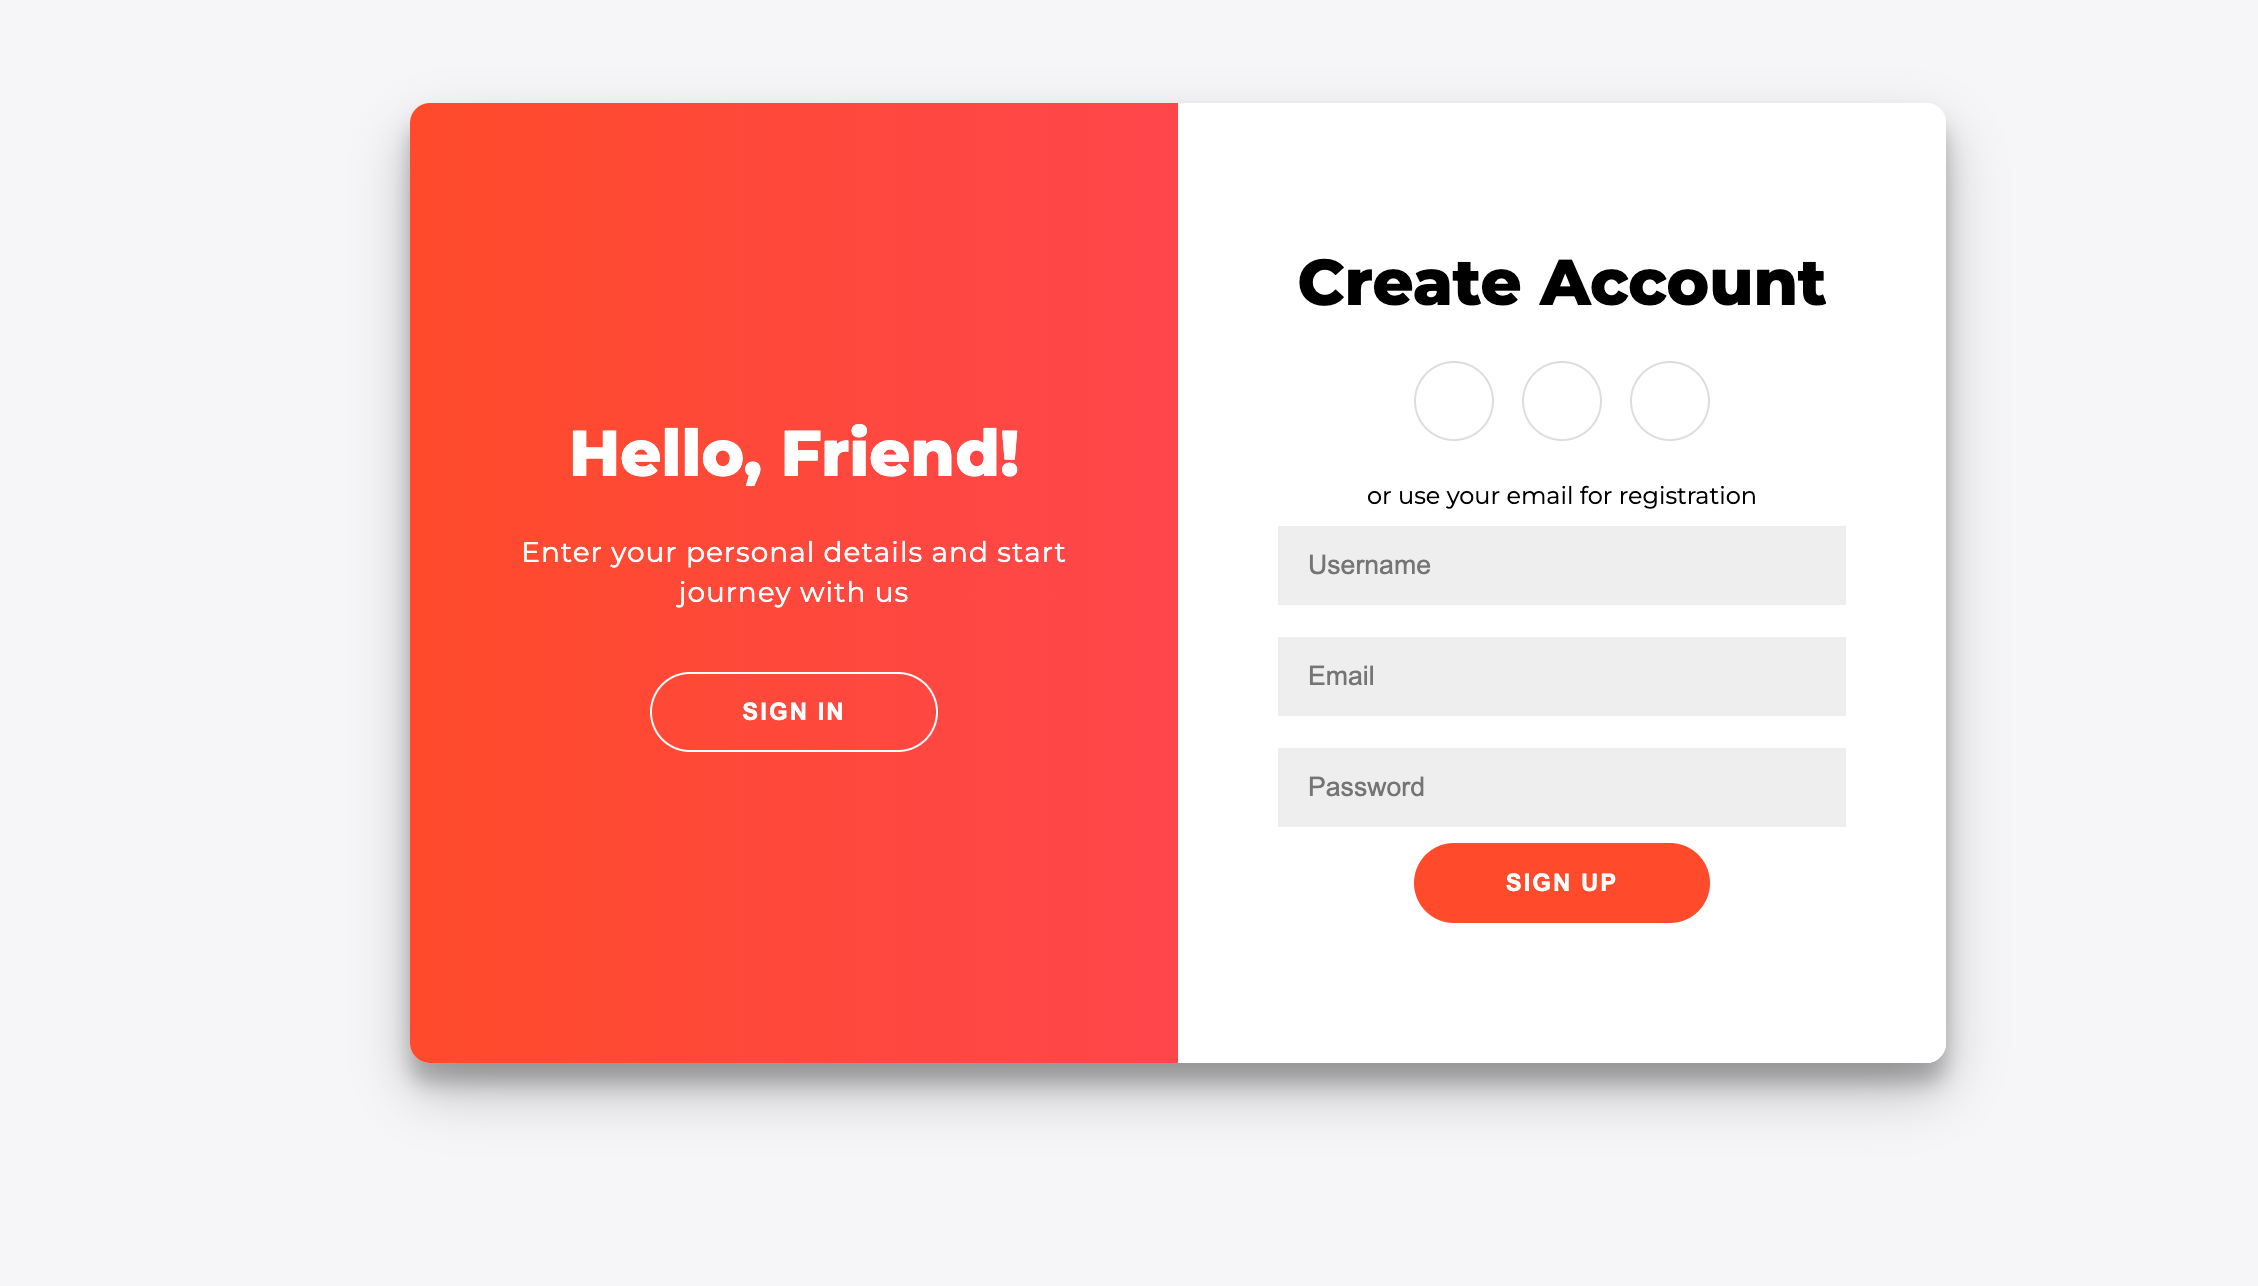 Hello, Friend!
Enter your personal details and start
journey with us
SIGN IN
Create Account
or use your email for registration
Username
Email
Password
SIGN UP